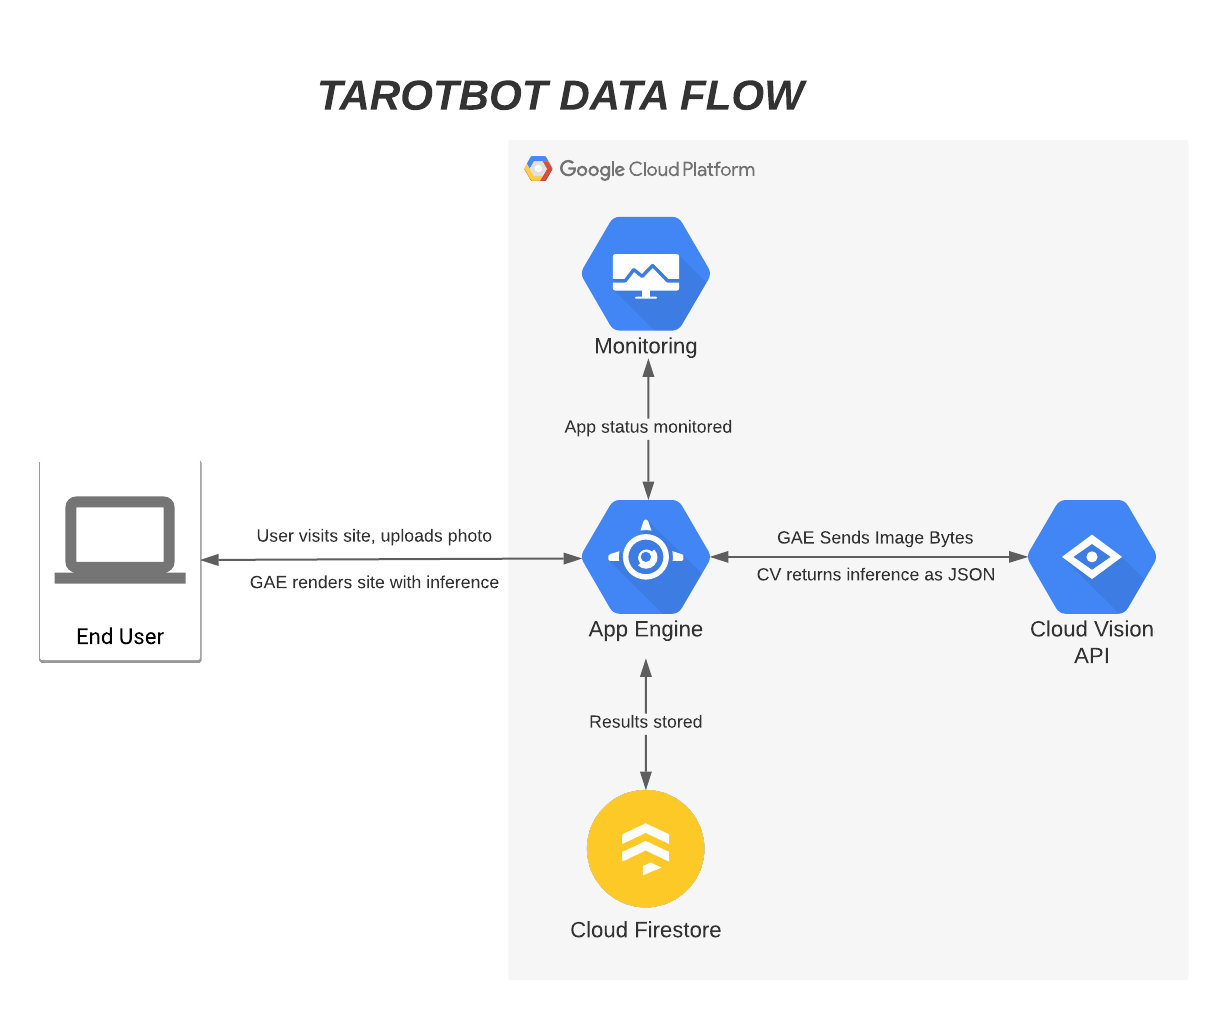 TAROTBOT DATA FLOW
Google Cloud Platform
Monitoring
App status monitored
User visits site, uploads photo
GAE renders site with inference
End User
App Engine
GAE Sends Image Bytes
CV returns inference as JSON
Cloud Vision
API
Results stored
Cloud Firestore